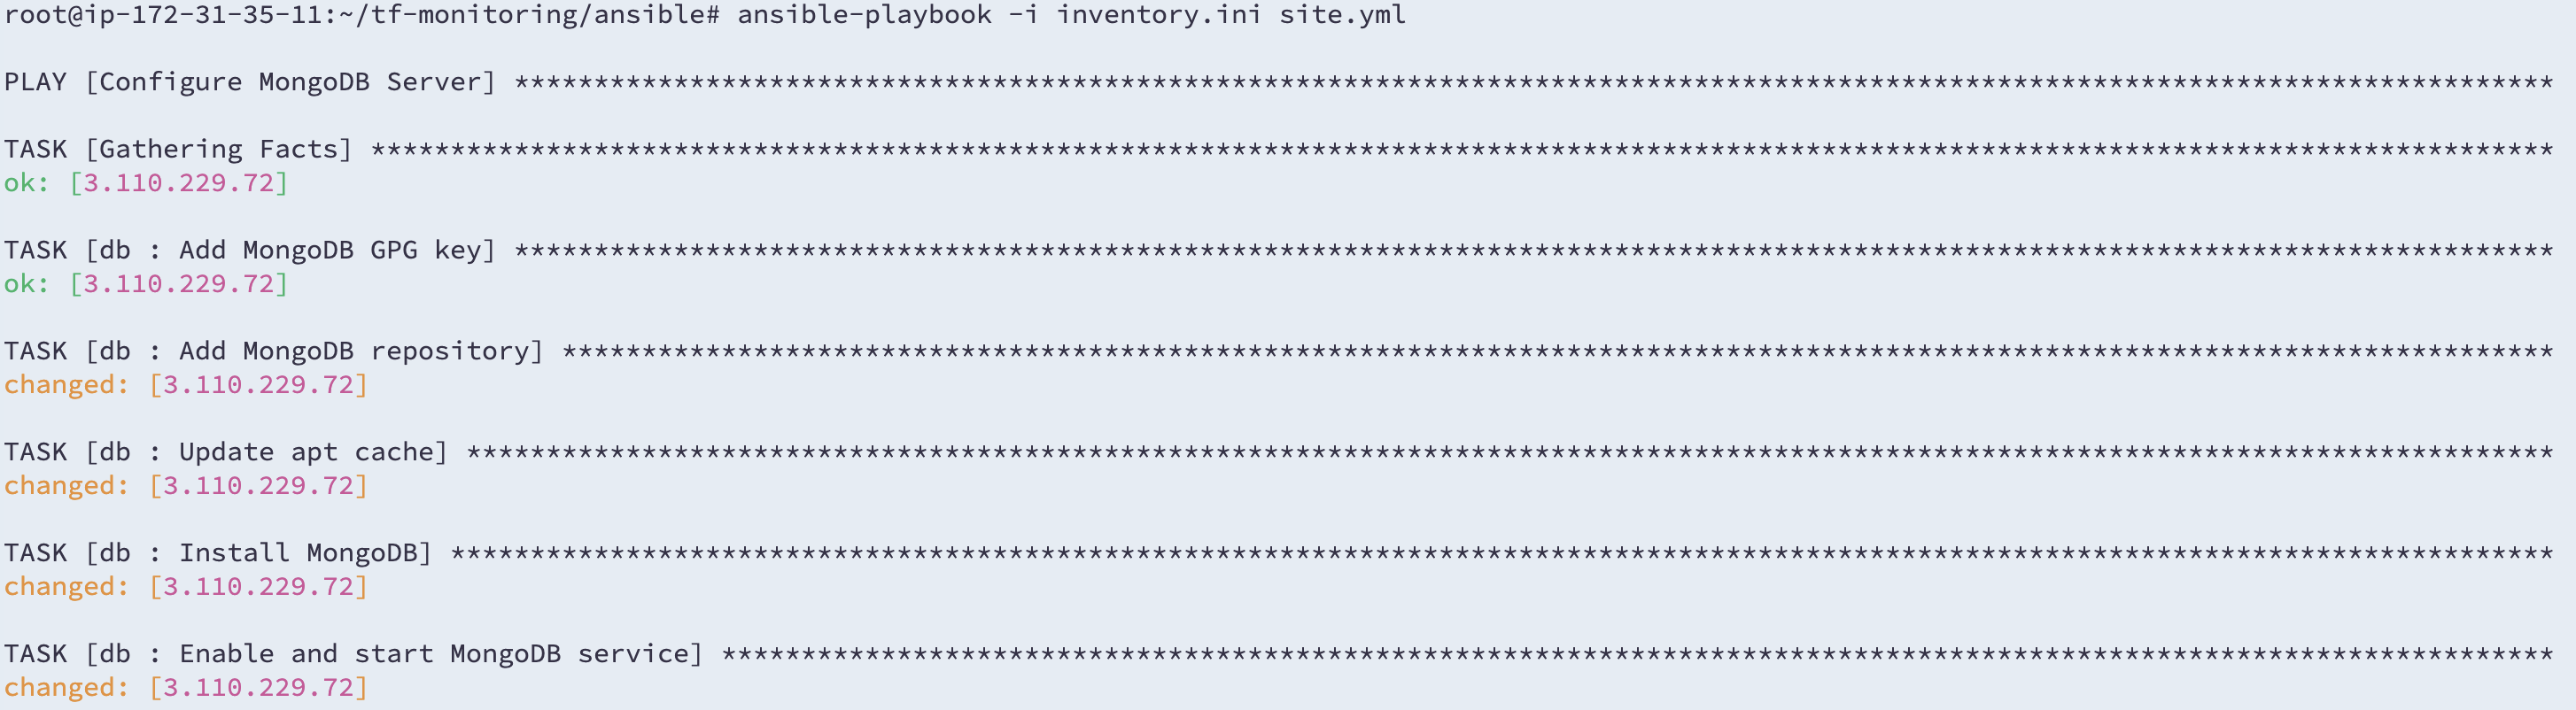 root@ip-172-31-35-11:~/tf-monitoring/ansible# ansible-playbook -i inventory.ini site.yml
PLAY [Configure MongoDB Server] ********************************************************************************************************************************
TASK [Gathering Facts] *****************************************************************************************************************************************
ok: [3.110.229.72]
TASK [db : Add MongoDB GPG key] ********************************************************************************************************************************
ok: [3.110.229.72]
TASK [db : Add MongoDB repository] *****************************************************************************************************************************
changed: [3.110.229.72]
TASK [db : Update apt cache] ***********************************************************************************************************************************
changed: [3.110.229.72]
TASK [db : Install MongoDB] ************************************************************************************************************************************
changed: [3.110.229.72]
TASK [db : Enable and start MongoDB service] *******************************************************************************************************************
changed: [3.110.229.72]